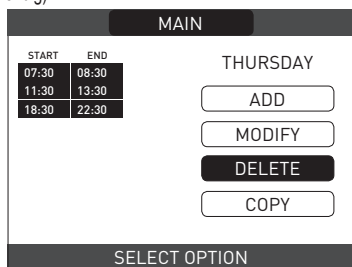 MAIN
START END
07:30 08:30
11:30 13:30
18:30 22:30
THURSDAY
ADD
MODIFY
DELETE
COPY
SELECT OPTION